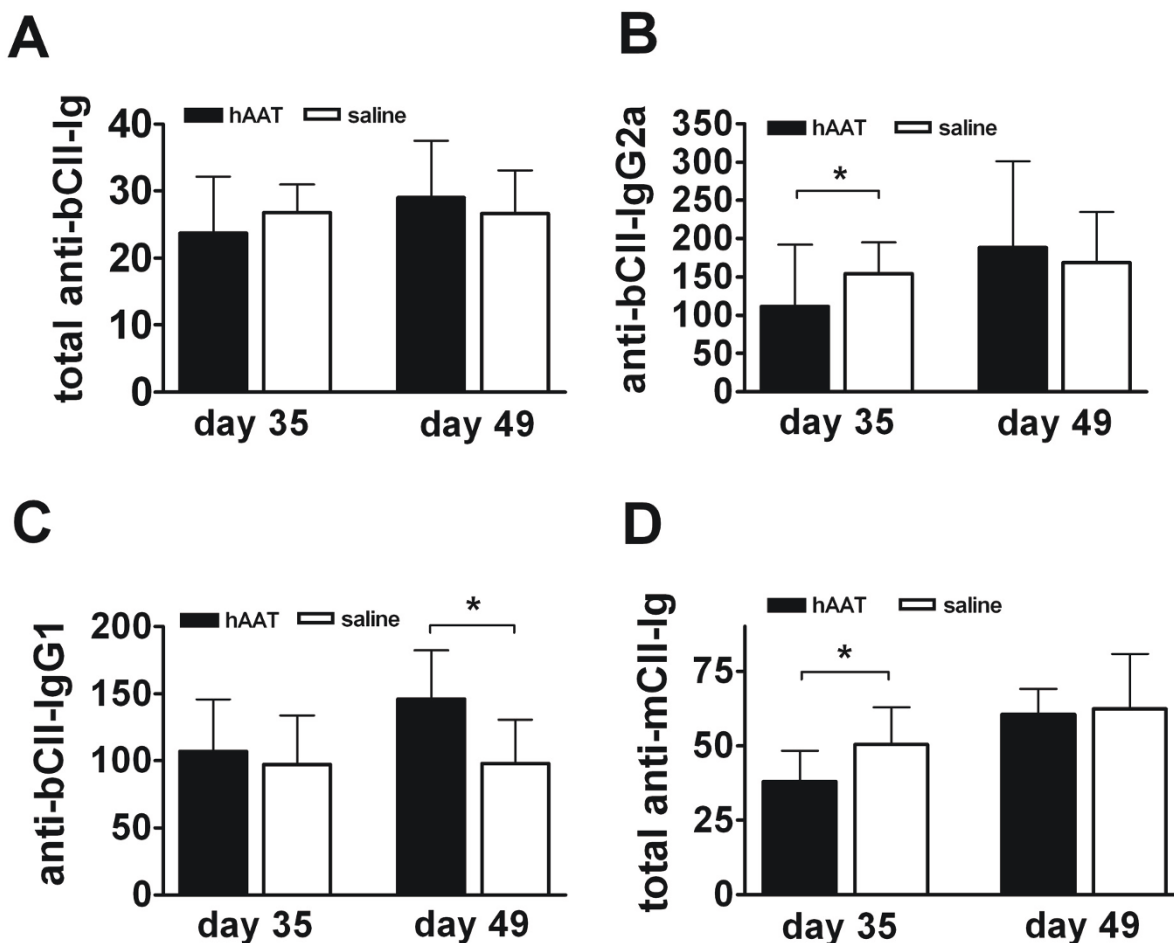 A
total anti-bCII-Ig
hAAT saline
40
30
20
10
0
day 35 day 49
B
anti-bCII-IgG2a
hAAT saline
350
300
250
200
150
100
50
0
*
day 35 day 49
C
anti-bCII-IgG1
hAAT saline
200
150
100
50
0
*
day 35 day 49
D
total anti-mCII-Ig
hAAT saline
75
50
25
0
*
day 35 day 49